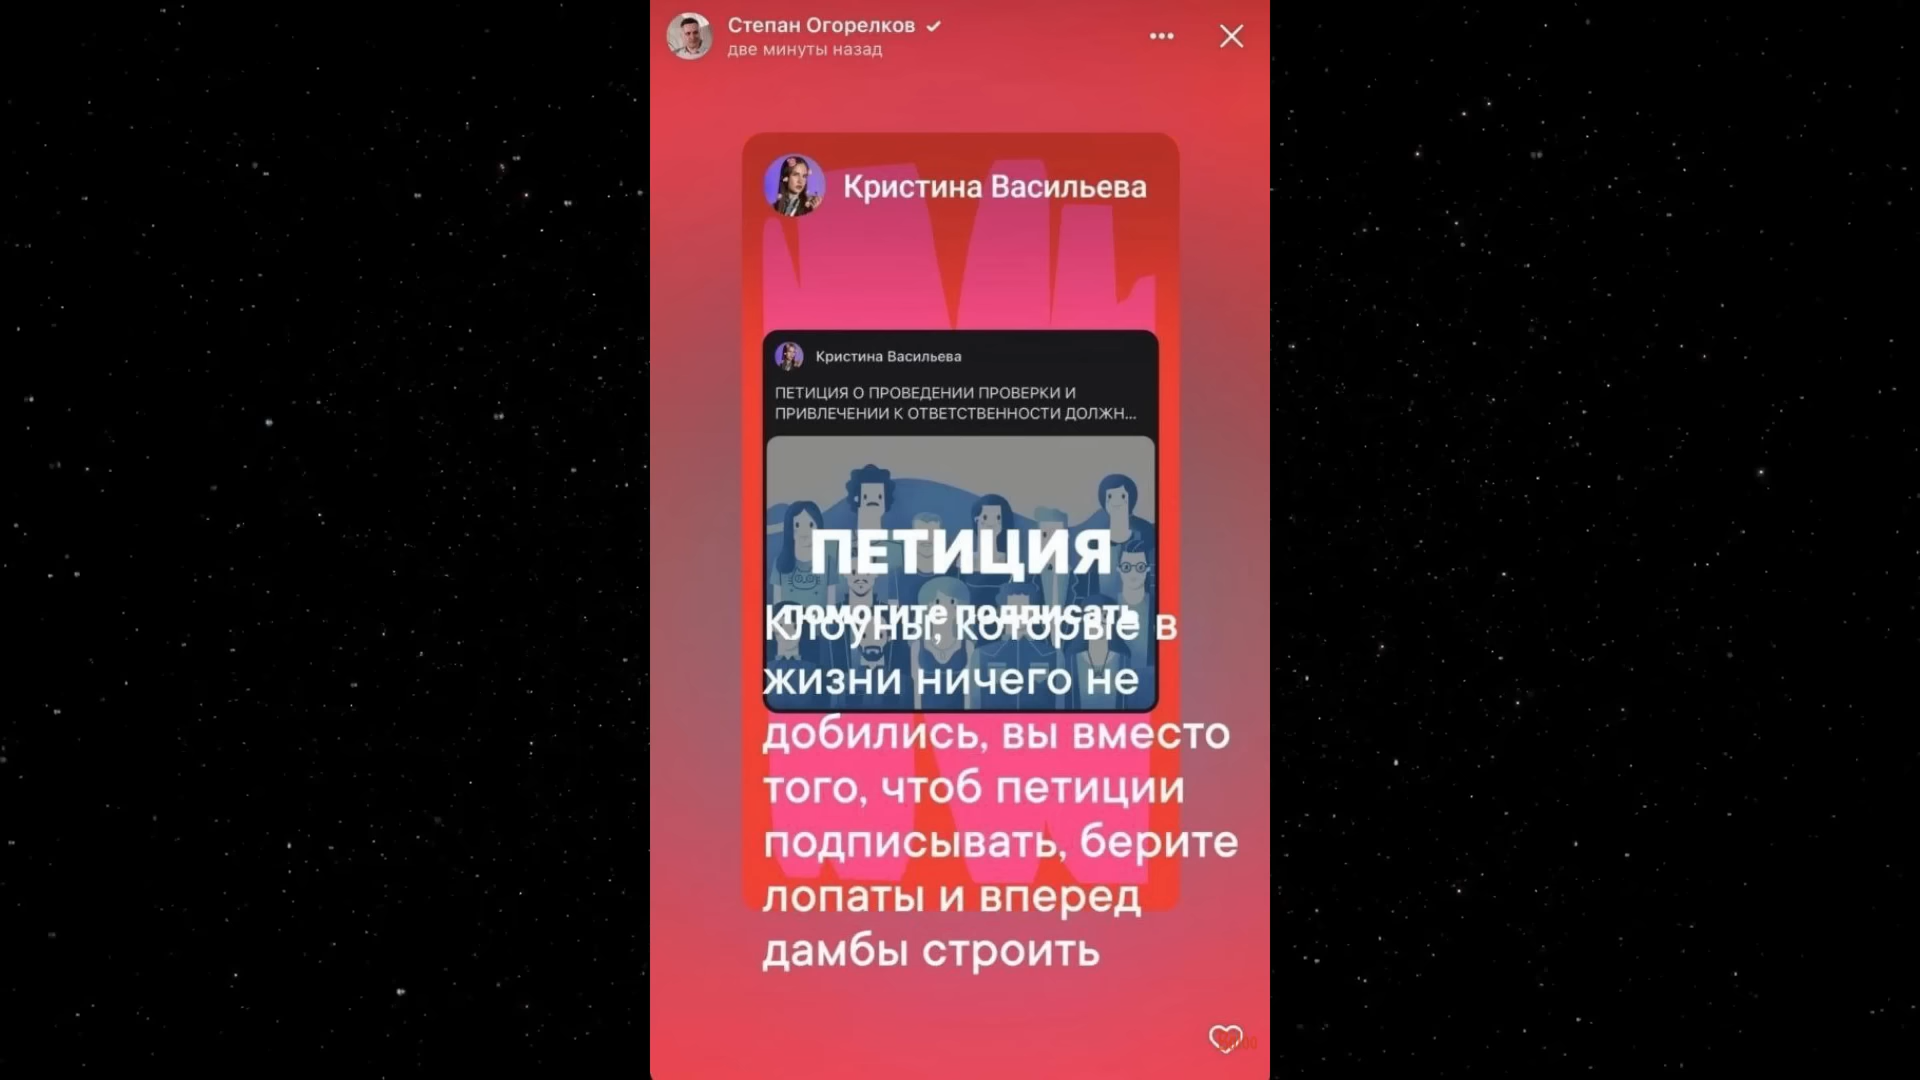 Степан Огорелков
две минуты назад
Кристина Васильева
Кристина Васильева
ПЕТИЦИЯ О ПРОВЕДЕНИИ ПРОВЕРКИ И
ПРИВЛЕЧЕНИИ К ОТВЕТСТВЕННОСТИ ДОЛЖН...
ПЕТИЦИЯ
помогите подписать
Клоуны, которые в
жизни ничего не
добились, вы вместо
того, чтоб петиции
подписывать, берите
лопаты и вперед
дамбы строить